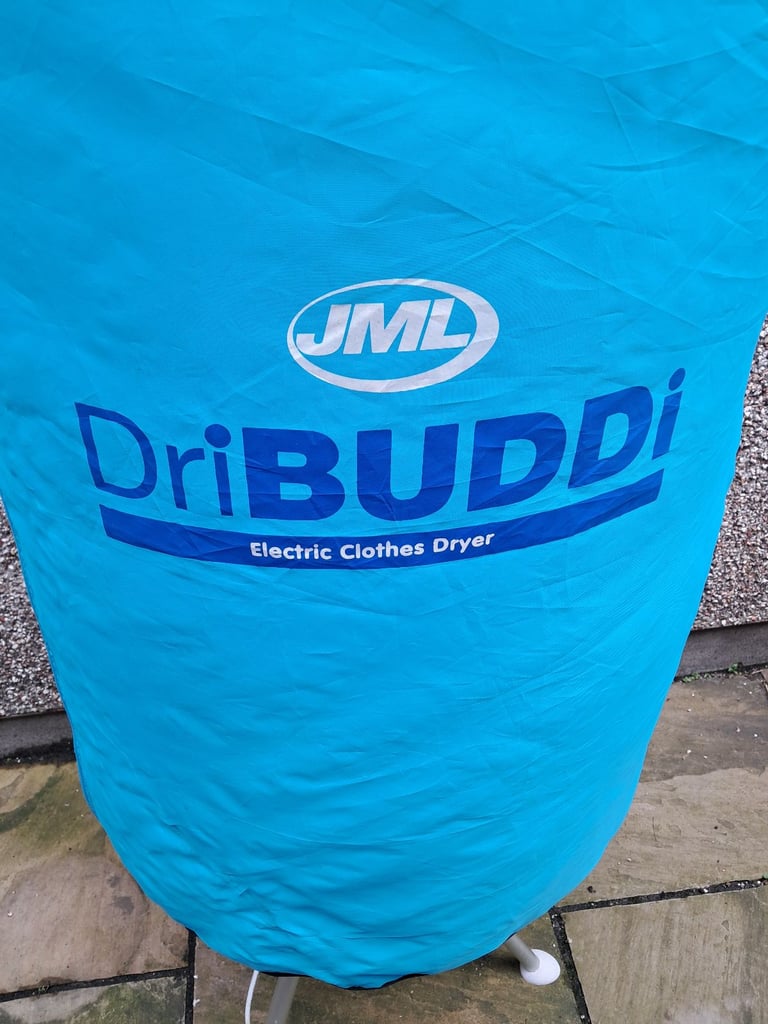 JML
DriBUDDi
Electric Clothes Dryer